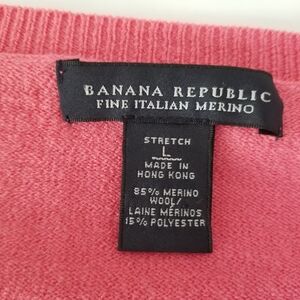 BANANA REPUBLIC
FINE ITALIAN MERINO
STRETCH
L
MADE IN
HONG KONG
85% MERINO
WOOL/
LAINE MÉRINOS
15% POLYESTER